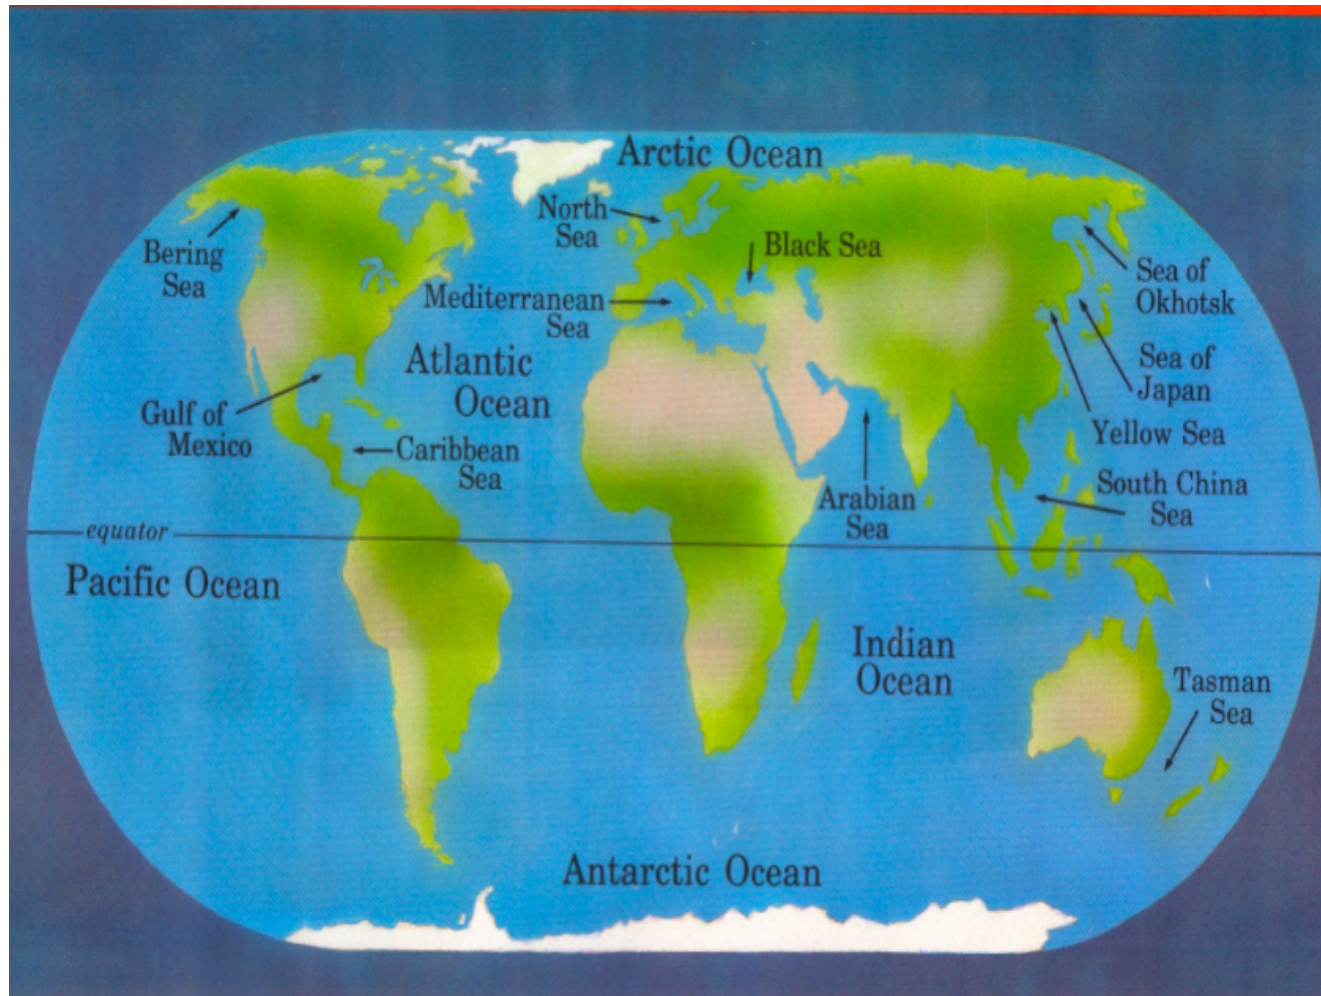 Arctic Ocean
North
Sea
Black Sea
Bering
Sea
Sea of
Okhotsk
Mediterranean
Sea
Atlantic
Ocean
Sea of
Japan
Gulf of
Mexico
Yellow Sea
Caribbean
Sea
Arabian
Sea
South China
Sea
equator
Pacific Ocean
Indian
Ocean
Tasman
Sea
Antarctic Ocean